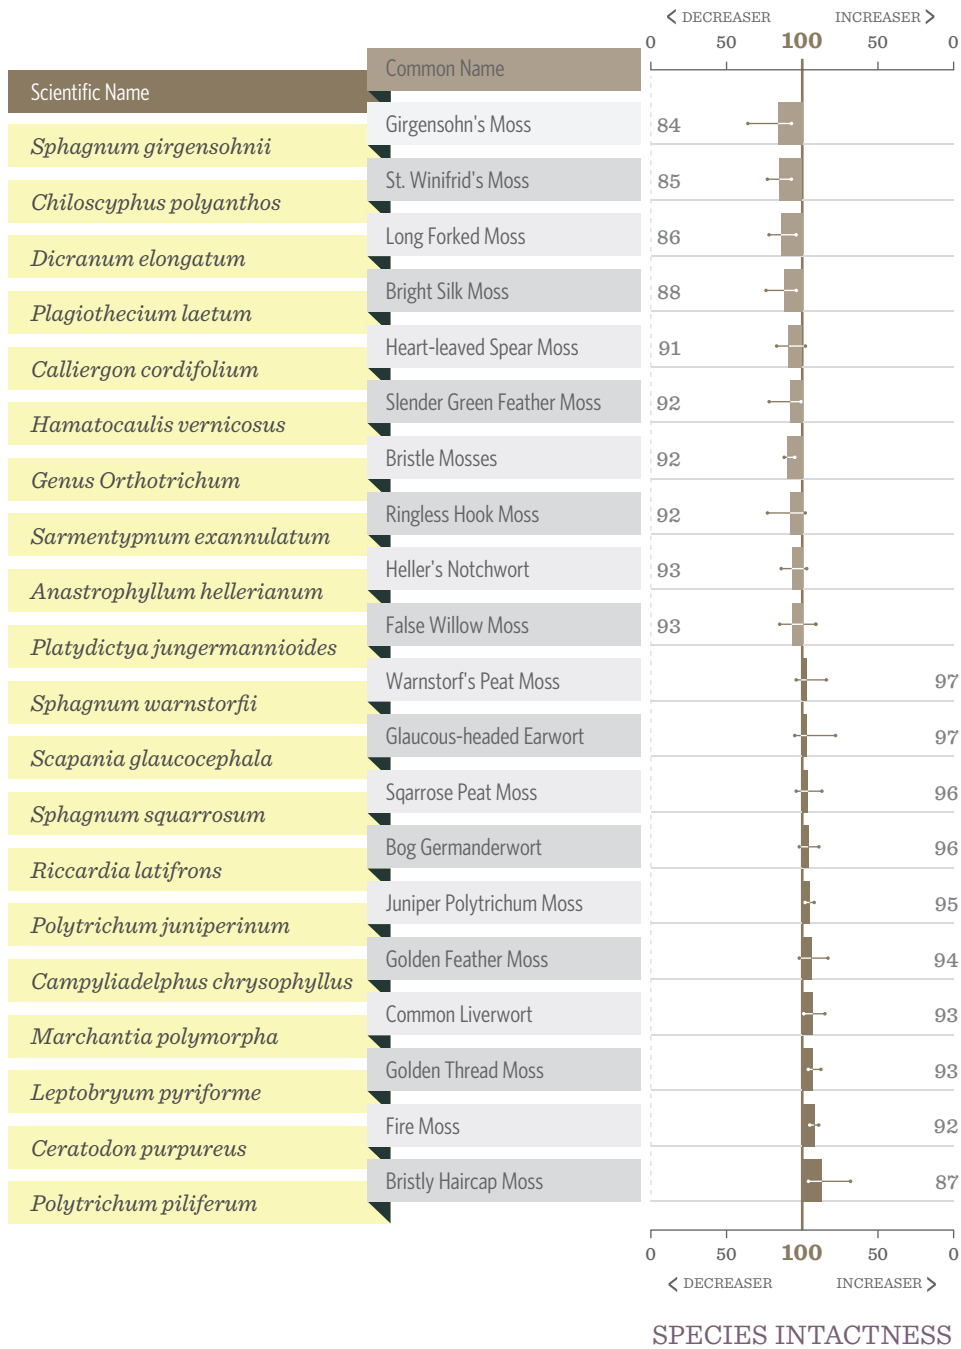 < DECREASER INCREASER >
0 50 100 50 0
Common Name
Scientific Name
Girgensohn's Moss 84
Sphagnum girgensohnii
St. Winifrid's Moss 85
Chiloscyphus polyanthos
Long Forked Moss 86
Dicranum elongatum
Bright Silk Moss 88
Plagiothecium laetum
Heart-leaved Spear Moss 91
Calliergon cordifolium
Slender Green Feather Moss 92
Hamatocaulis vernicosus
Bristle Mosses 92
Genus Orthotrichum
Ringless Hook Moss 92
Sarmentypnum exannulatum
Heller's Notchwort 93
Anastrophyllum hellerianum
False Willow Moss 93
Platydictya jungermannioides
Warnstorf's Peat Moss 97
Sphagnum warnstorfii
Glaucous-headed Earwort 97
Scapania glaucocephala
Sqarrose Peat Moss 96
Sphagnum squarrosum
Bog Germanderwort 96
Riccardia latifrons
Juniper Polytrichum Moss 95
Polytrichum juniperinum
Golden Feather Moss 94
Campyliadelphus chrysophyllus
Common Liverwort 93
Marchantia polymorpha
Golden Thread Moss 93
Leptobryum pyriforme
Fire Moss 92
Ceratodon purpureus
Bristly Haircap Moss 87
Polytrichum piliferum
0 50 100 50 0
< DECREASER INCREASER >
SPECIES INTACTNESS